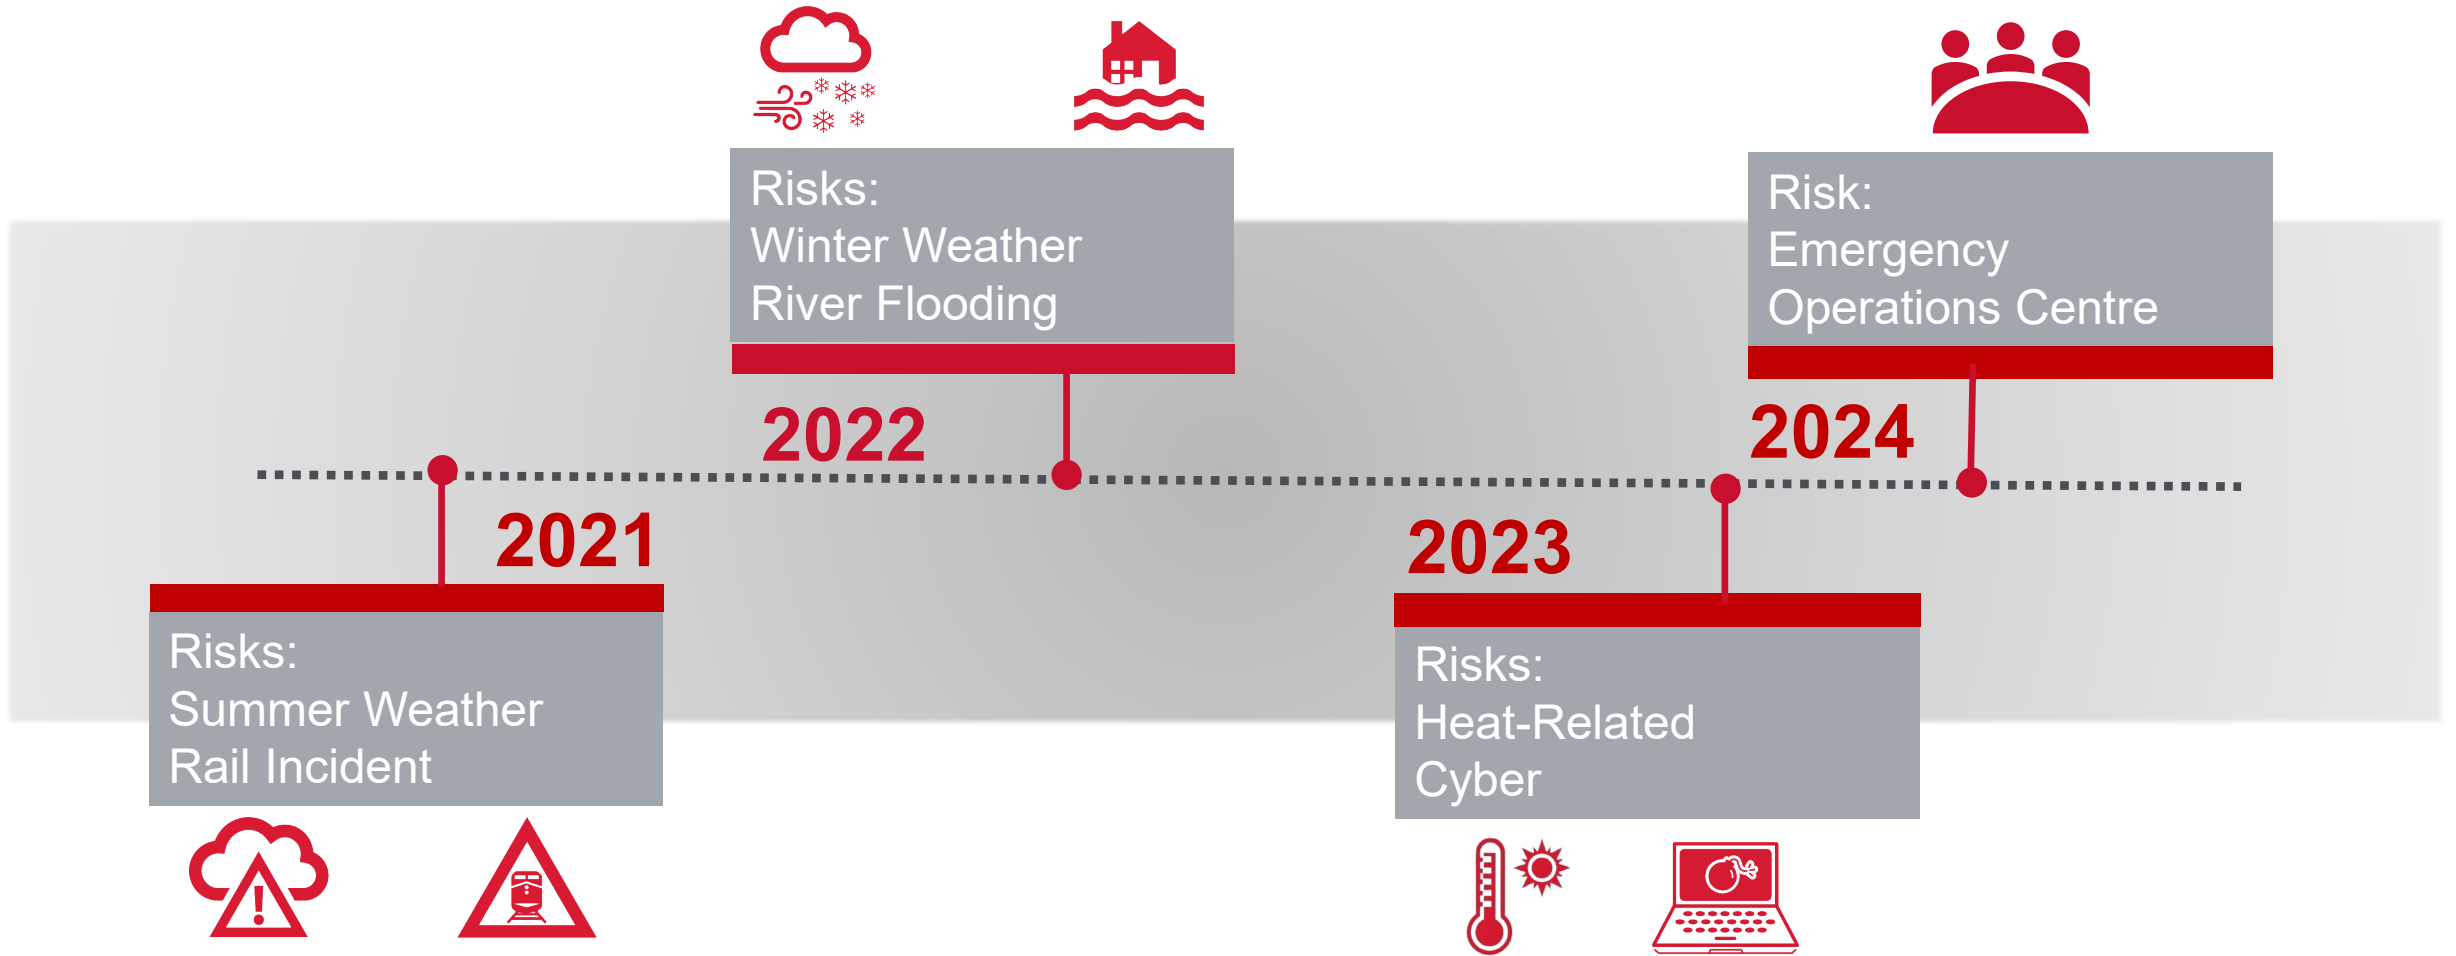 2021
Risks:
Summer Weather
Rail Incident
Risks:
Winter Weather
River Flooding
2022
2023
Risks:
Heat-Related
Cyber
Risk:
Emergency
Operations Centre
2024